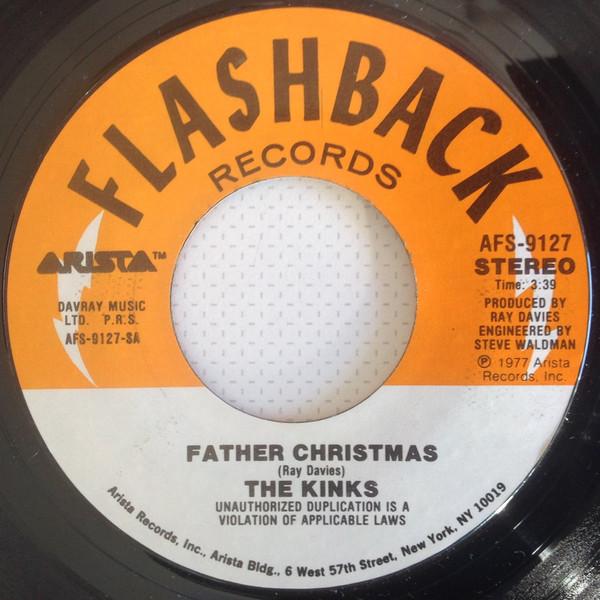 FLASHBACK
RECORDS
ARISTA™
DAVRAY MUSIC
LTD. P.R.S.
AFS-9127-SA
AFS-9127
STEREO
Time: 3:39
PRODUCED BY
RAY DAVIES
ENGINEERED BY
STEVE WALDMAN
℗ 1977 Arista
Records, Inc.
FATHER CHRISTMAS
(Ray Davies)
THE KINKS
UNAUTHORIZED DUPLICATION IS A
VIOLATION OF APPLICABLE LAWS
Arista Records, Inc., Arista Bldg., 6 West 57th Street, New York, NY 10019